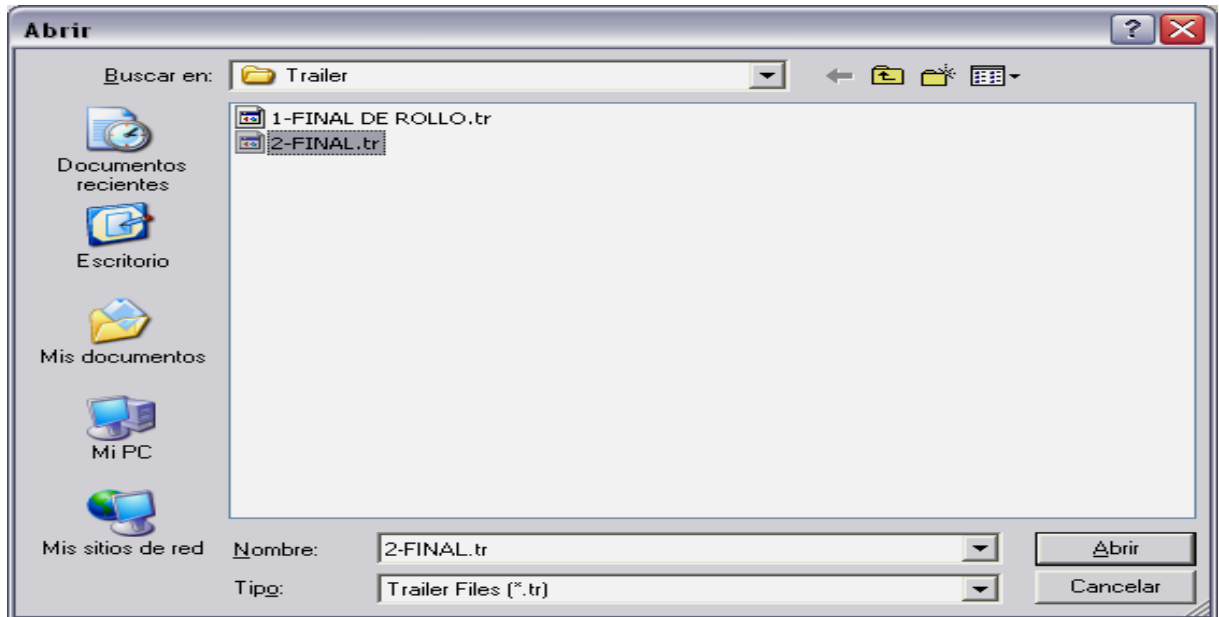 Abrir
Buscar en:
Trailer
1-FINAL DE ROLLO.tr
2-FINAL.tr
Documentos
recientes
Escritorio
Mis documentos
Mi PC
Mis sitios de red
Nombre:
2-FINAL.tr
Abrir
Tipo:
Trailer Files (*.tr)
Cancelar